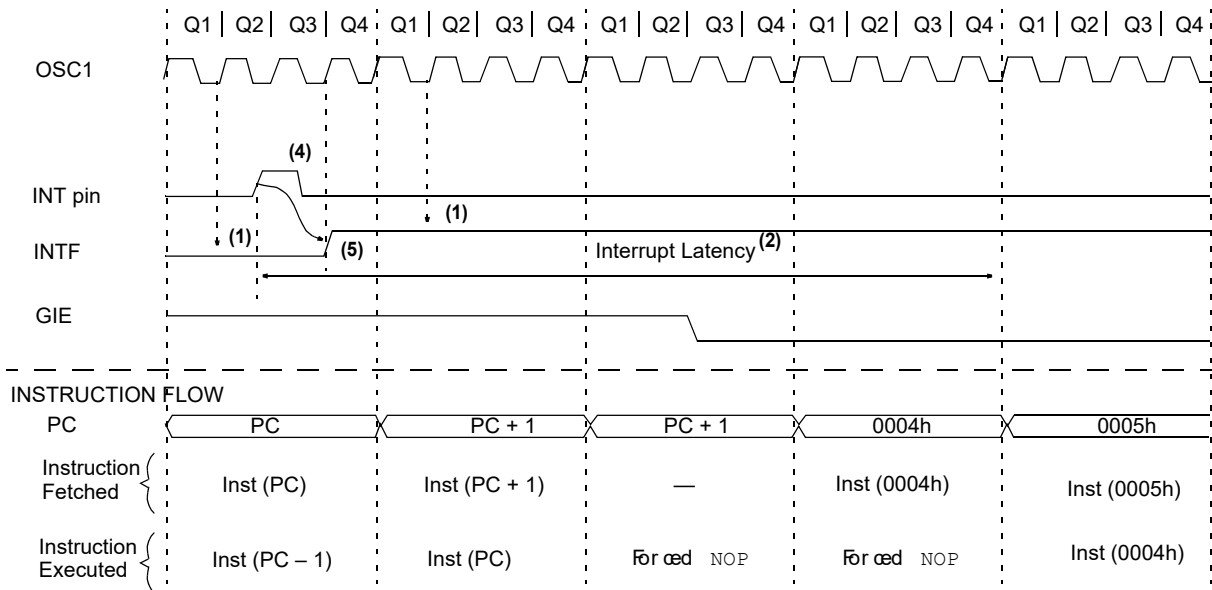 Q1 Q2 Q3 Q4 Q1 Q2 Q3 Q4 Q1 Q2 Q3 Q4 Q1 Q2 Q3 Q4 Q1 Q2 Q3 Q4
OSC1
(4)
INT pin
(1)
(1)
INTF
(5)
Interrupt Latency(2)
GIE
INSTRUCTION FLOW
PC
PC
PC + 1
PC + 1
0004h
0005h
Instruction
Fetched
Inst (PC)
Inst (PC + 1)
—
Inst (0004h)
Inst (0005h)
Instruction
Executed
Inst (PC – 1)
Inst (PC)
Forced NOP
Forced NOP
Inst (0004h)